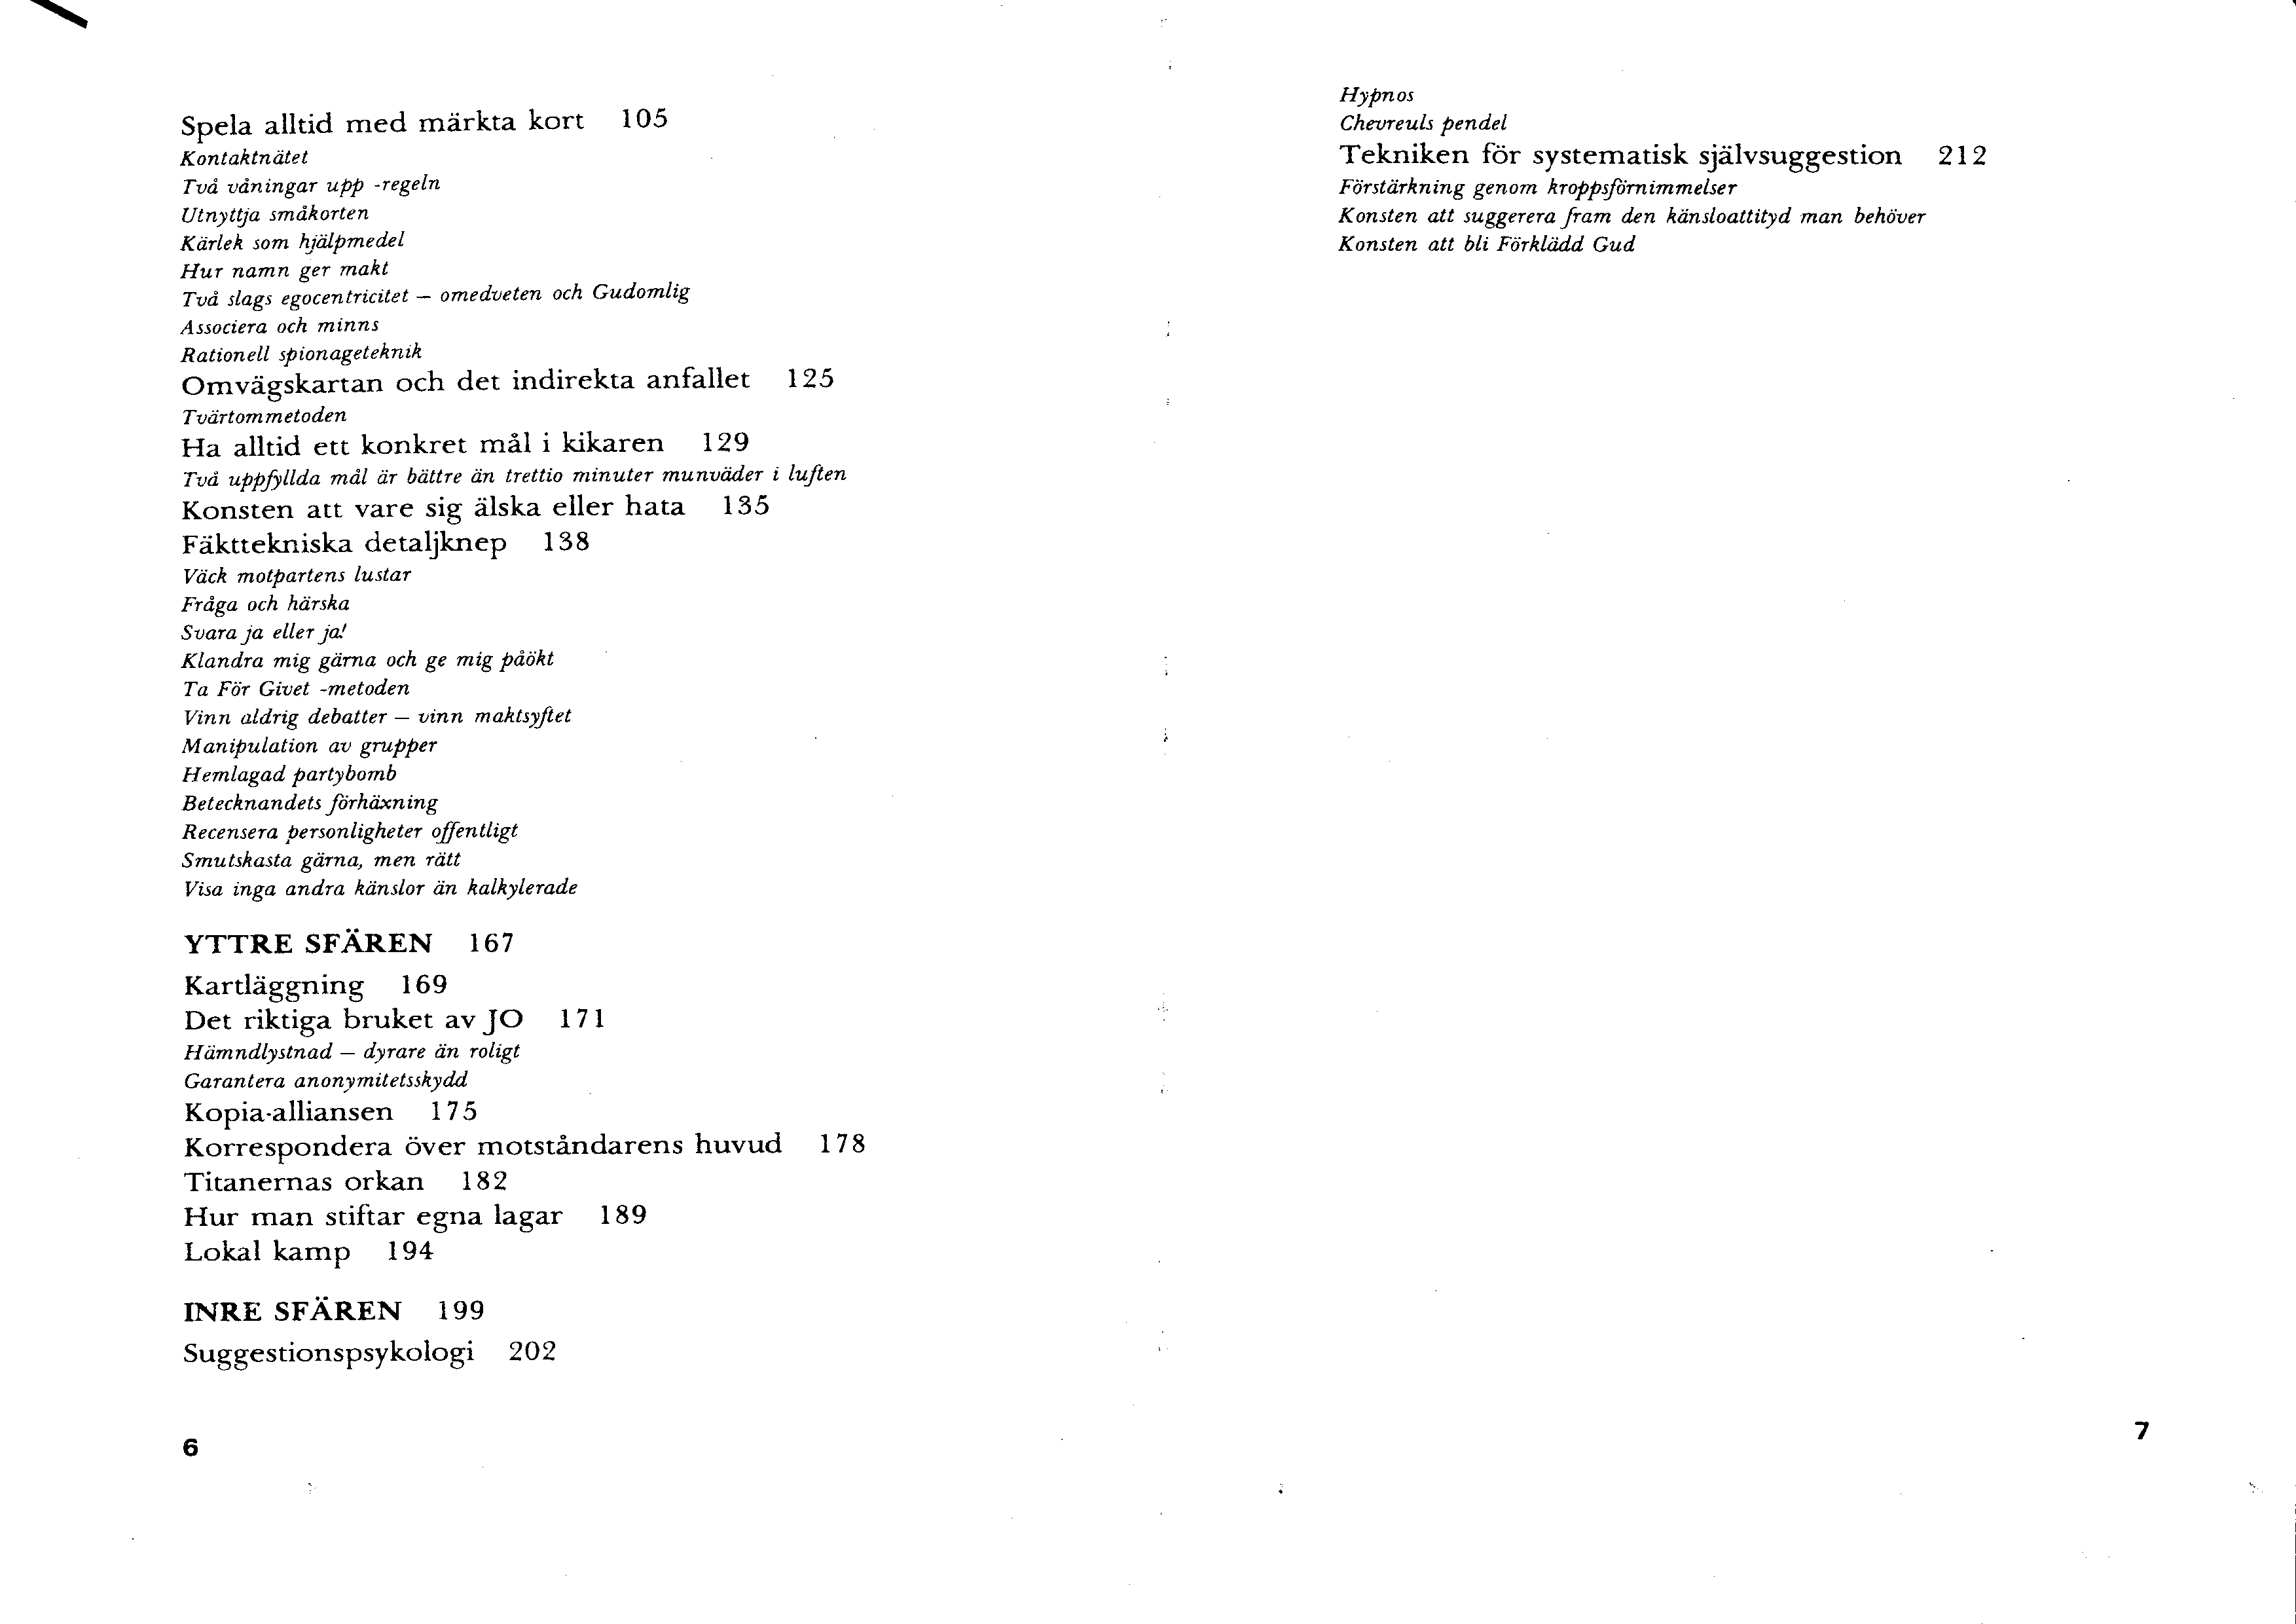 Spela alltid med märkta kort 105
Kontaktnätet
Två våningar upp -regeln
Utnyttja småkorten
Kärlek som hjälpmedel
Hur namn ger makt
Två slags egocentricitet — omedveten och Gudomlig
Associera och minns
Rationell spionageteknik
Omvägskartan och det indirekta anfallet 125
Tvärtommetoden
Ha alltid ett konkret mål i kikaren 129
Två uppfyllda mål är bättre än trettio minuter munväder i luften
Konsten att vare sig älska eller hata 135
Fäkttekniska detaljknep 138
Väck motpartens lustar
Fråga och härska
Svara ja eller ja!
Klandra mig gärna och ge mig påökt
Ta För Givet -metoden
Vinn aldrig debatter — vinn maktsyftet
Manipulation av grupper
Hemlagad partybomb
Betecknandets förhäxning
Recensera personligheter offentligt
Smutskasta gärna, men rätt
Visa inga andra känslor än kalkylerade
YTTRE SFÄREN 167
Kartläggning 169
Det riktiga bruket av JO 171
Hämndlystnad — dyrare än roligt
Garantera anonymitetsskydd
Kopia-alliansen 175
Korrespondera över motståndarens huvud 178
Titanernas orkan 182
Hur man stiftar egna lagar 189
Lokal kamp 194
INRE SFÄREN 199
Suggestionspsykologi 202
6
Hypnos
Chevreuls pendel
Tekniken för systematisk självsuggestion 212
Förstärkning genom kroppsförnimmelser
Konsten att suggerera fram den känsloattityd man behöver
Konsten att bli Förklädd Gud
7